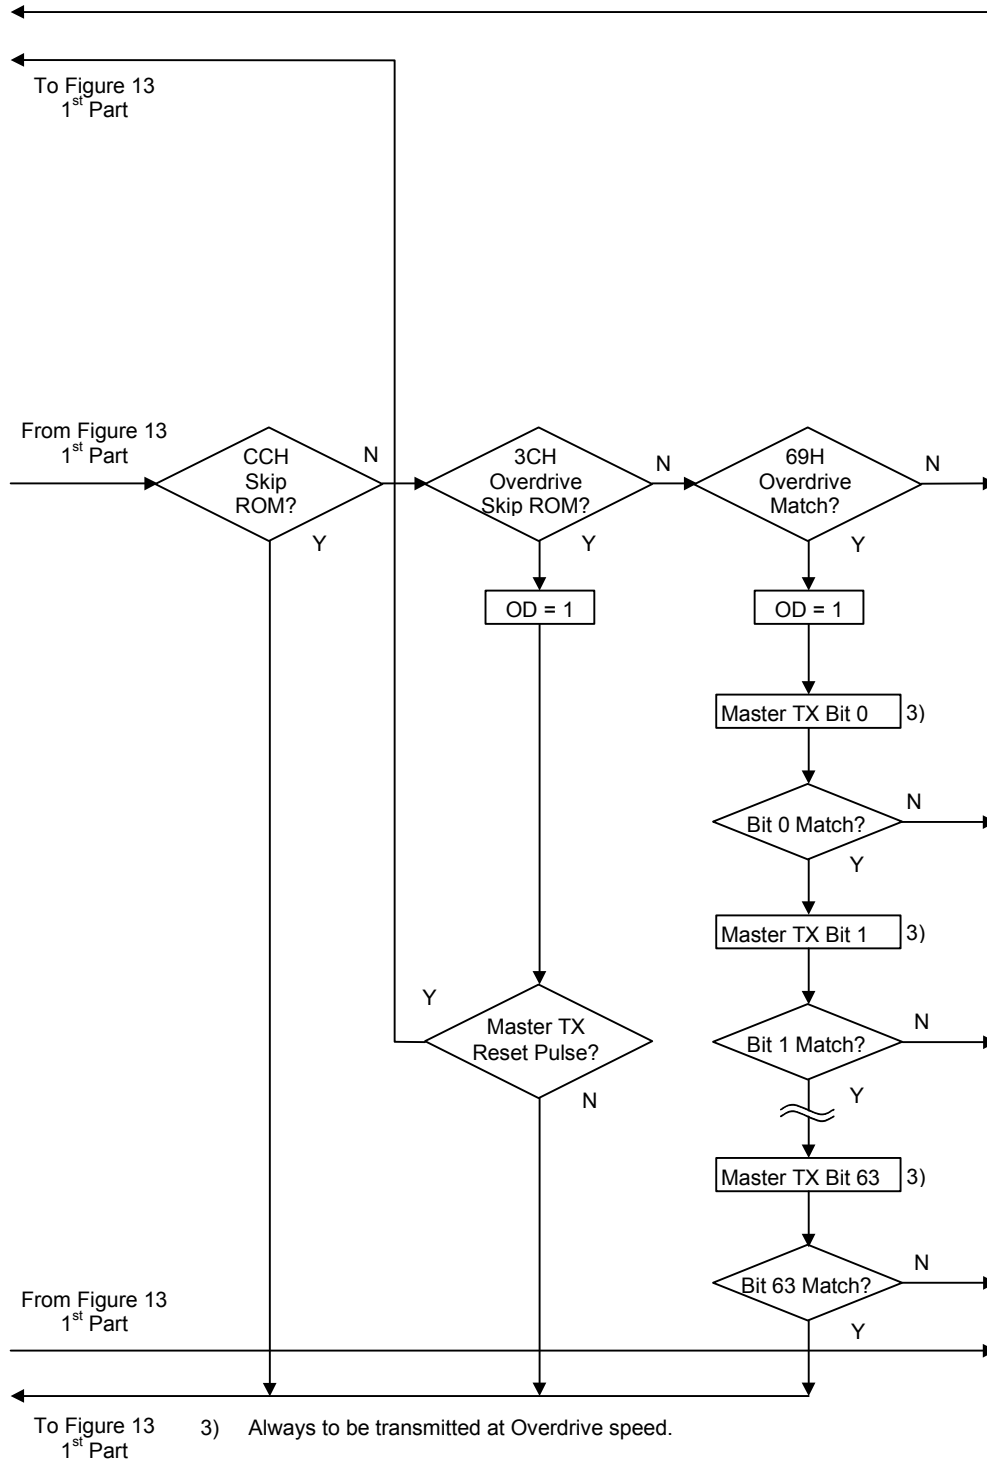 To Figure 13
1st Part
From Figure 13
1st Part
CCH
Skip
ROM?
N
Y
3CH
Overdrive
Skip ROM?
N
Y
69H
Overdrive
Match?
N
Y
OD = 1
OD = 1
Master TX Bit 0 3)
Bit 0 Match?
N
Y
Master TX Bit 1 3)
Y
Master TX
Reset Pulse?
N
Bit 1 Match?
N
Y
Master TX Bit 63 3)
Bit 63 Match?
N
Y
From Figure 13
1st Part
To Figure 13
1st Part
3) Always to be transmitted at Overdrive speed.